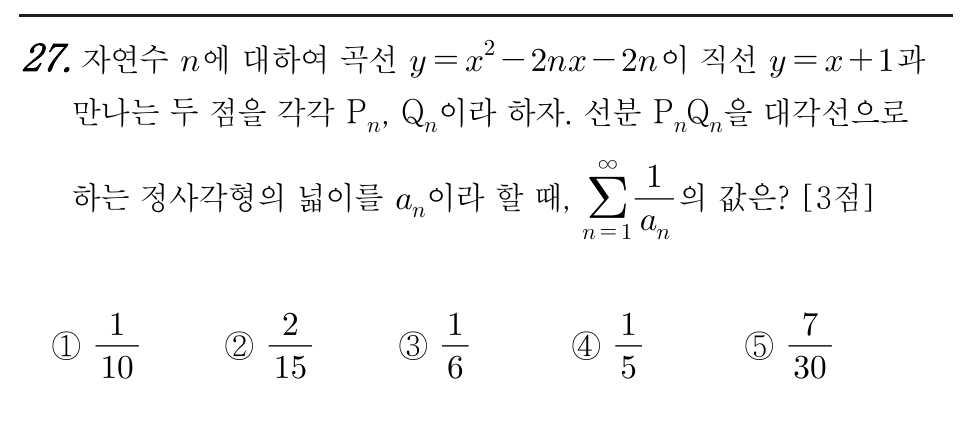 27. 자연수 n에 대하여 곡선 y=x²-2nx-2n이 직선 y=x+1과
만나는 두 점을 각각 Pₙ, Qₙ이라 하자. 선분 PₙQₙ을 대각선으로
하는 정사각형의 넓이를 aₙ이라 할 때, ∑_{n=1}^{∞} 1/aₙ의 값은? [3점]
① 1/10 ② 2/15 ③ 1/6 ④ 1/5 ⑤ 7/30